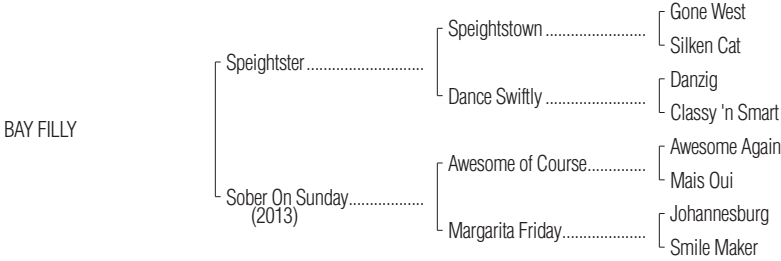 Gone West
Speightstown ........................
Silken Cat
Speightster ............................
Danzig
Dance Swiftly ........................
Classy 'n Smart
BAY FILLY
Awesome Again
Awesome of Course..............
Mais Oui
Sober On Sunday..................
(2013)
Johannesburg
Margarita Friday....................
Smile Maker